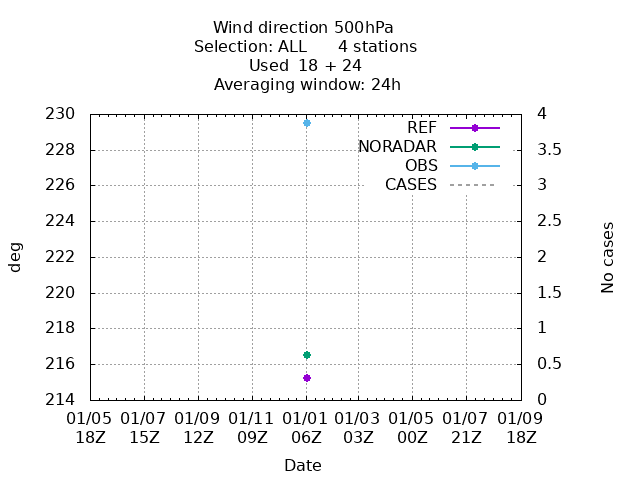 Wind direction 500hPa
Selection: ALL      4 stations
Used  18 + 24
Averaging window: 24h
230
228
226
224
222
220
218
216
214
deg
4
3.5
3
2.5
2
1.5
1
0.5
0
No cases
REF
NORADAR
OBS
CASES
01/05 01/07 01/09 01/11 01/01 01/03 01/05 01/07 01/09
18Z 15Z 12Z 09Z 06Z 03Z 00Z 21Z 18Z
Date